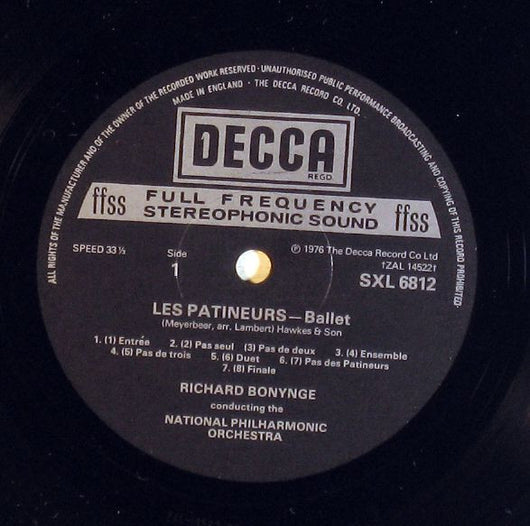 ALL RIGHTS OF THE MANUFACTURER AND OF THE OWNER OF THE RECORDED WORK RESERVED · UNAUTHORISED PUBLIC PERFORMANCE BROADCASTING AND COPYING OF THIS RECORD PROHIBITED·
MADE IN ENGLAND · THE DECCA RECORD CO. LTD.
DECCA
REGD.
ffss FULL FREQUENCY STEREOPHONIC SOUND ffss
SPEED 33⅓
Side
1
℗ 1976 The Decca Record Co Ltd
†ZAL 14522†
SXL 6812
LES PATINEURS—Ballet
(Meyerbeer, arr. Lambert) Hawkes & Son
1. (1) Entrée 2. (2) Pas seul (3) Pas de deux 3. (4) Ensemble
4. (5) Pas de trois 5. (6) Duet 6. (7) Pas des Patineurs
7. (8) Finale
RICHARD BONYNGE
conducting the
NATIONAL PHILHARMONIC
ORCHESTRA